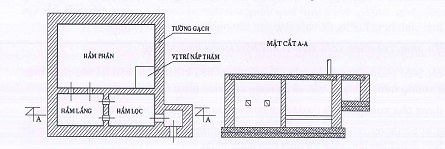 TƯỜNG GẠCH
HẦM PHÂN
VỊ TRÍ NẮP THĂM
HẦM LẮNG
HẦM LỌC
A
A
MẶT CẮT A-A